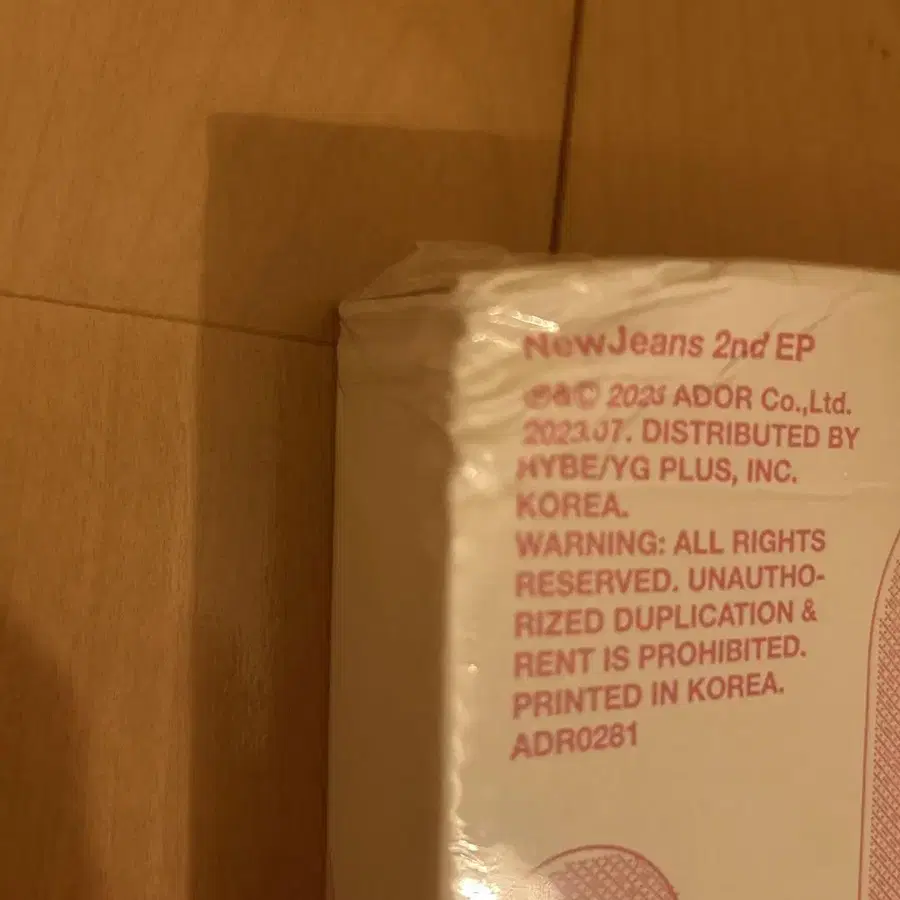 NewJeans 2nd EP
℗&© 2023 ADOR Co.,Ltd.
2023.07. DISTRIBUTED BY
HYBE/YG PLUS, INC.
KOREA.
WARNING: ALL RIGHTS
RESERVED. UNAUTHO-
RIZED DUPLICATION &
RENT IS PROHIBITED.
PRINTED IN KOREA.
ADR0281